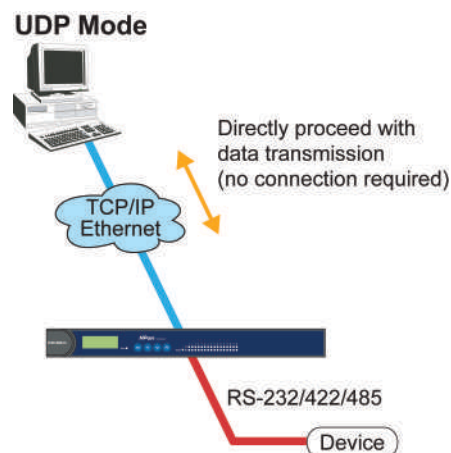 UDP Mode
Directly proceed with
data transmission
(no connection required)
TCP/IP
Ethernet
RS-232/422/485
Device